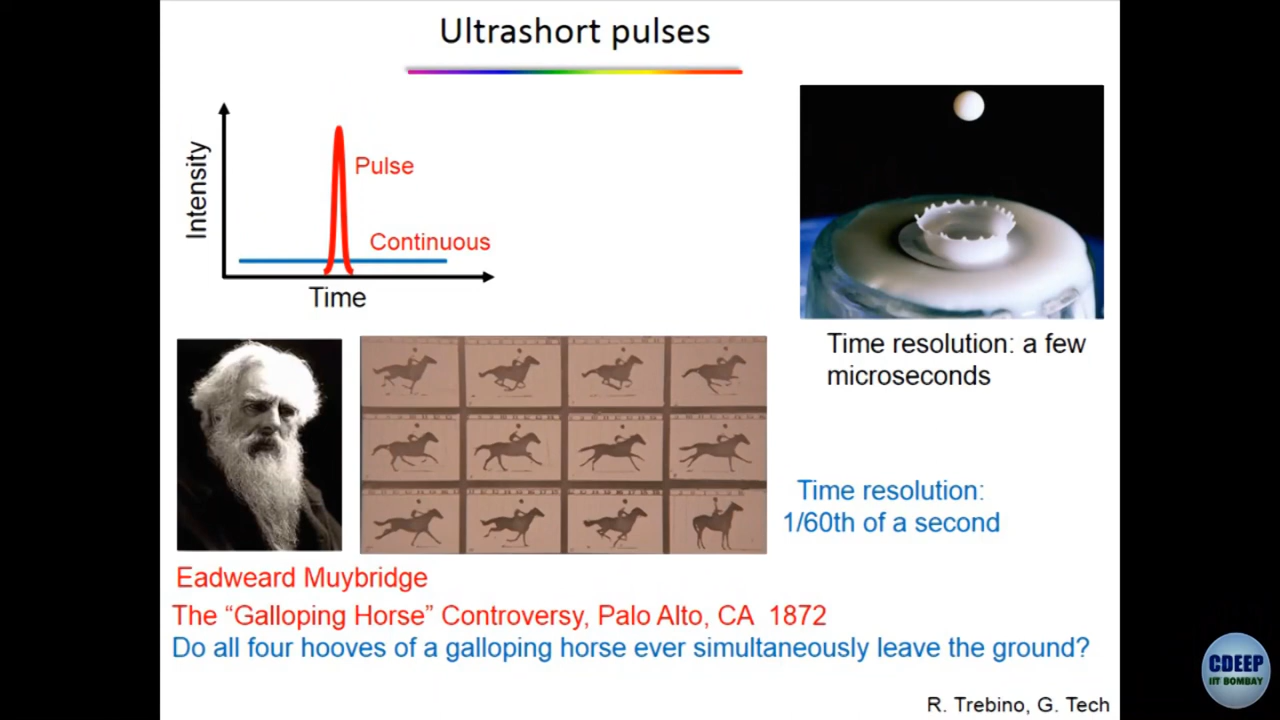 Ultrashort pulses
Intensity
Pulse
Continuous
Time
Time resolution: a few
microseconds
Time resolution:
1/60th of a second
Eadweard Muybridge
The “Galloping Horse” Controversy, Palo Alto, CA 1872
Do all four hooves of a galloping horse ever simultaneously leave the ground?
R. Trebino, G. Tech
CDEEP
IIT BOMBAY